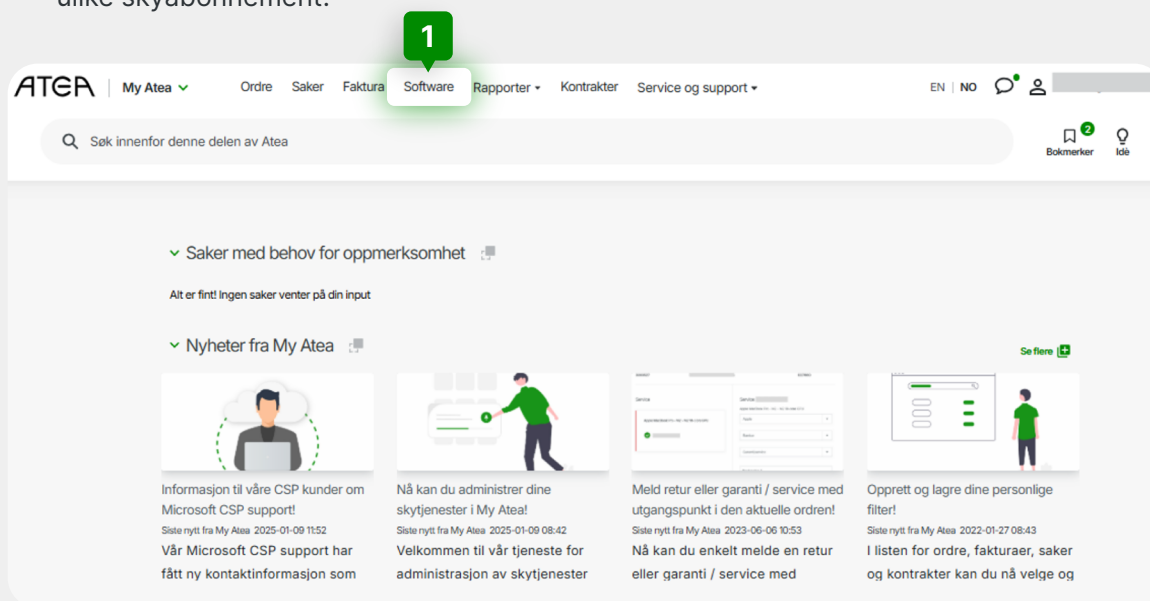 ulike skyabonnement.
1
ATEA My Atea Ordre Saker Faktura Software Rapporter Kontrakter Service og support EN | NO
Søk innenfor denne delen av Atea
2
Bokmerker Idè
Saker med behov for oppmerksomhet
Alt er fint! Ingen saker venter på din input
Nyheter fra My Atea
Se flere
Informasjon til våre CSP kunder om
Microsoft CSP support!
Siste nytt fra My Atea 2025-01-09 11:52
Vår Microsoft CSP support har
fått ny kontaktinformasjon som
Nå kan du administrer dine
skytjenester i My Atea!
Siste nytt fra My Atea 2025-01-09 08:42
Velkommen til vår tjeneste for
administrasjon av skytjenester
Service
Service
Meld retur eller garanti / service med
utgangspunkt i den aktuelle ordren!
Siste nytt fra My Atea 2023-06-06 10:53
Nå kan du enkelt melde en retur
eller garanti / service med
Opprett og lagre dine personlige
filter!
Siste nytt fra My Atea 2022-01-27 08:43
I listen for ordre, fakturaer, saker
og kontrakter kan du nå velge og